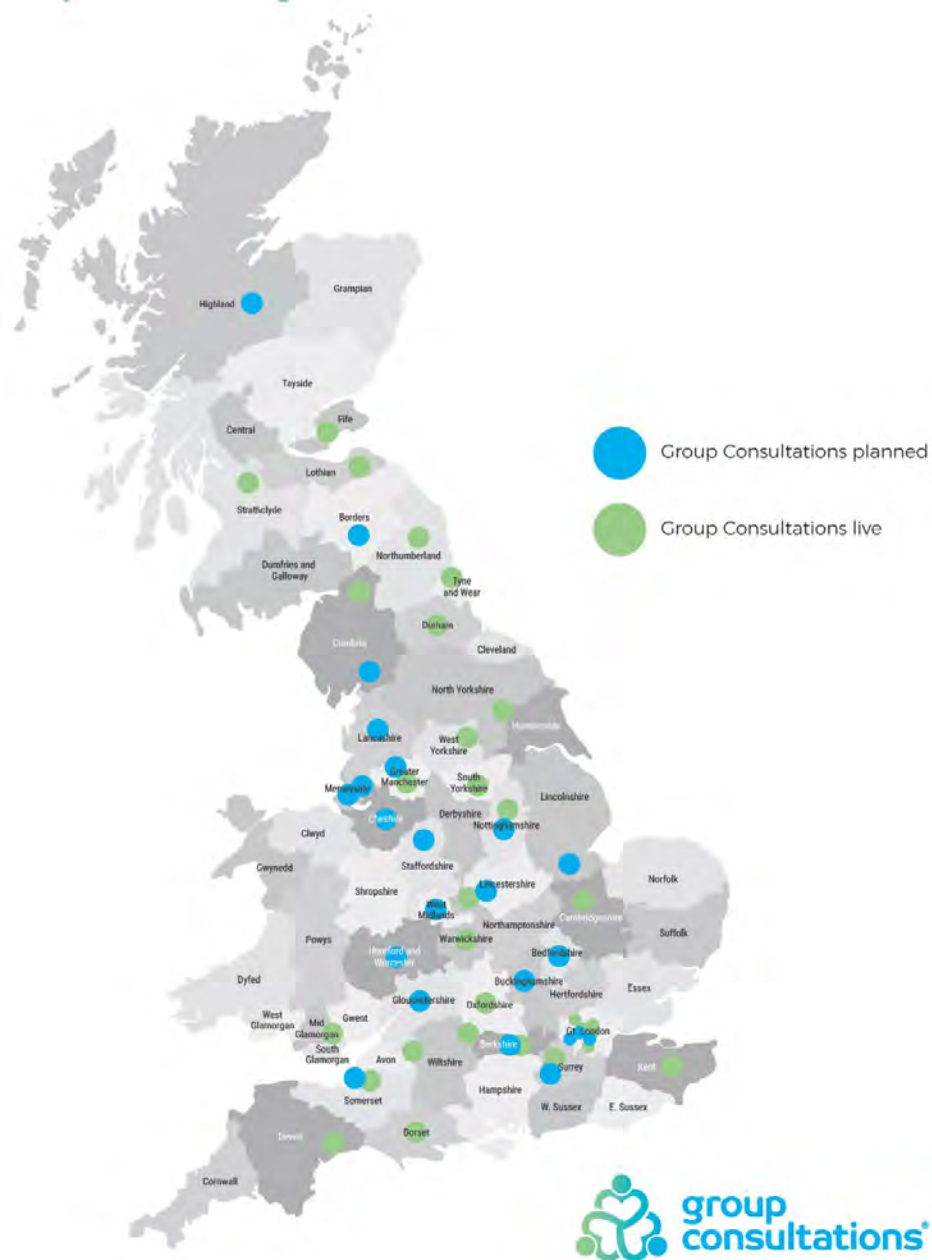 Highland
Grampian
Tayside
Fife
Central
Lothian
Strathclyde
Borders
Group Consultations planned
Group Consultations live
Northumberland
Dumfries and
Galloway
Tyne
and Wear
Durham
Cumbria
Cleveland
North Yorkshire
Humberside
Lancashire
West
Yorkshire
Greater
Manchester
South
Yorkshire
Merseyside
Lincolnshire
Cheshire
Derbyshire
Nottinghamshire
Clwyd
Gwynedd
Staffordshire
Shropshire
Lincestershire
Norfolk
West
Midlands
Northamptonshire
Cambridgeshire
Suffolk
Warwickshire
Powys
Hereford and
Worcester
Bedfordshire
Dyfed
Buckinghamshire
Hertfordshire
Essex
Gloucestershire
Oxfordshire
West
Glamorgan
Mid
Glamorgan
Gwent
South
Glamorgan
Avon
Wiltshire
Berkshire
Gt. London
Surrey
Kent
Somerset
Hampshire
W. Sussex
E. Sussex
Devon
Dorset
Cornwall
group
consultations®